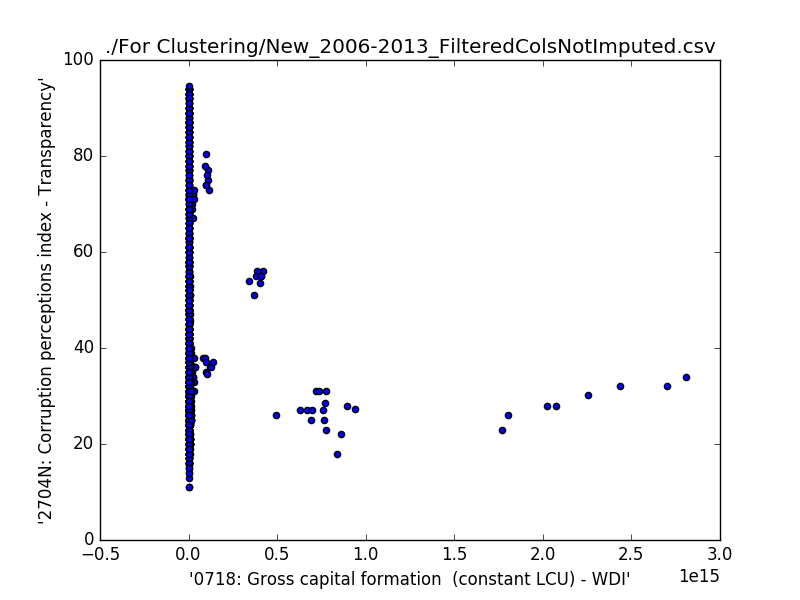 ./For Clustering/New_2006-2013_FilteredColsNotImputed.csv
'2704N: Corruption perceptions index - Transparency'
100
80
60
40
20
0
−0.5 0.0 0.5 1.0 1.5 2.0 2.5 3.0
1e15
'0718: Gross capital formation  (constant LCU) - WDI'